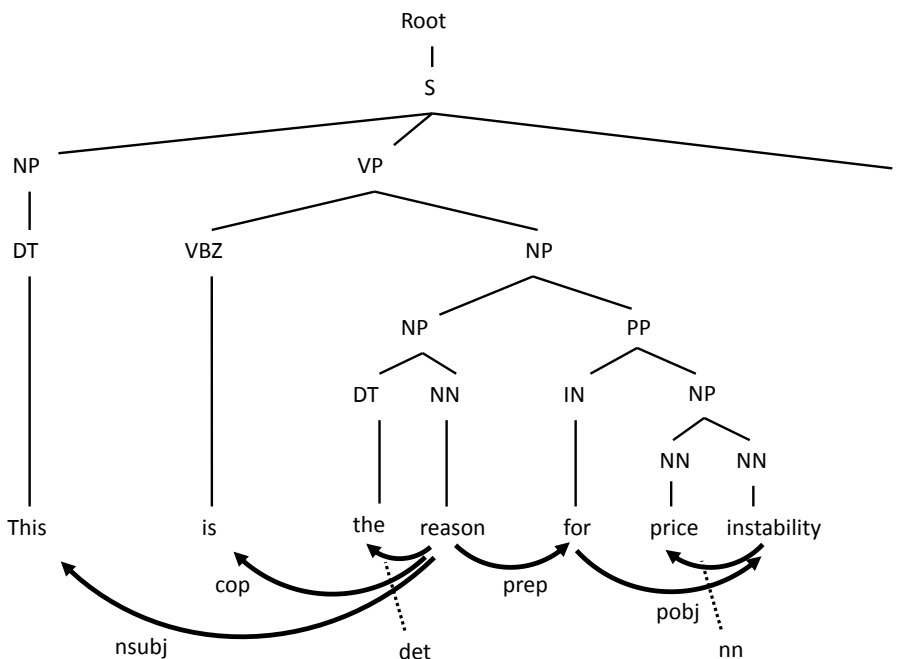 Root
S
NP VP
DT VBZ NP
NP PP
DT NN IN NP
NN NN
This is the reason for price instability
cop prep pobj
nsubj det nn